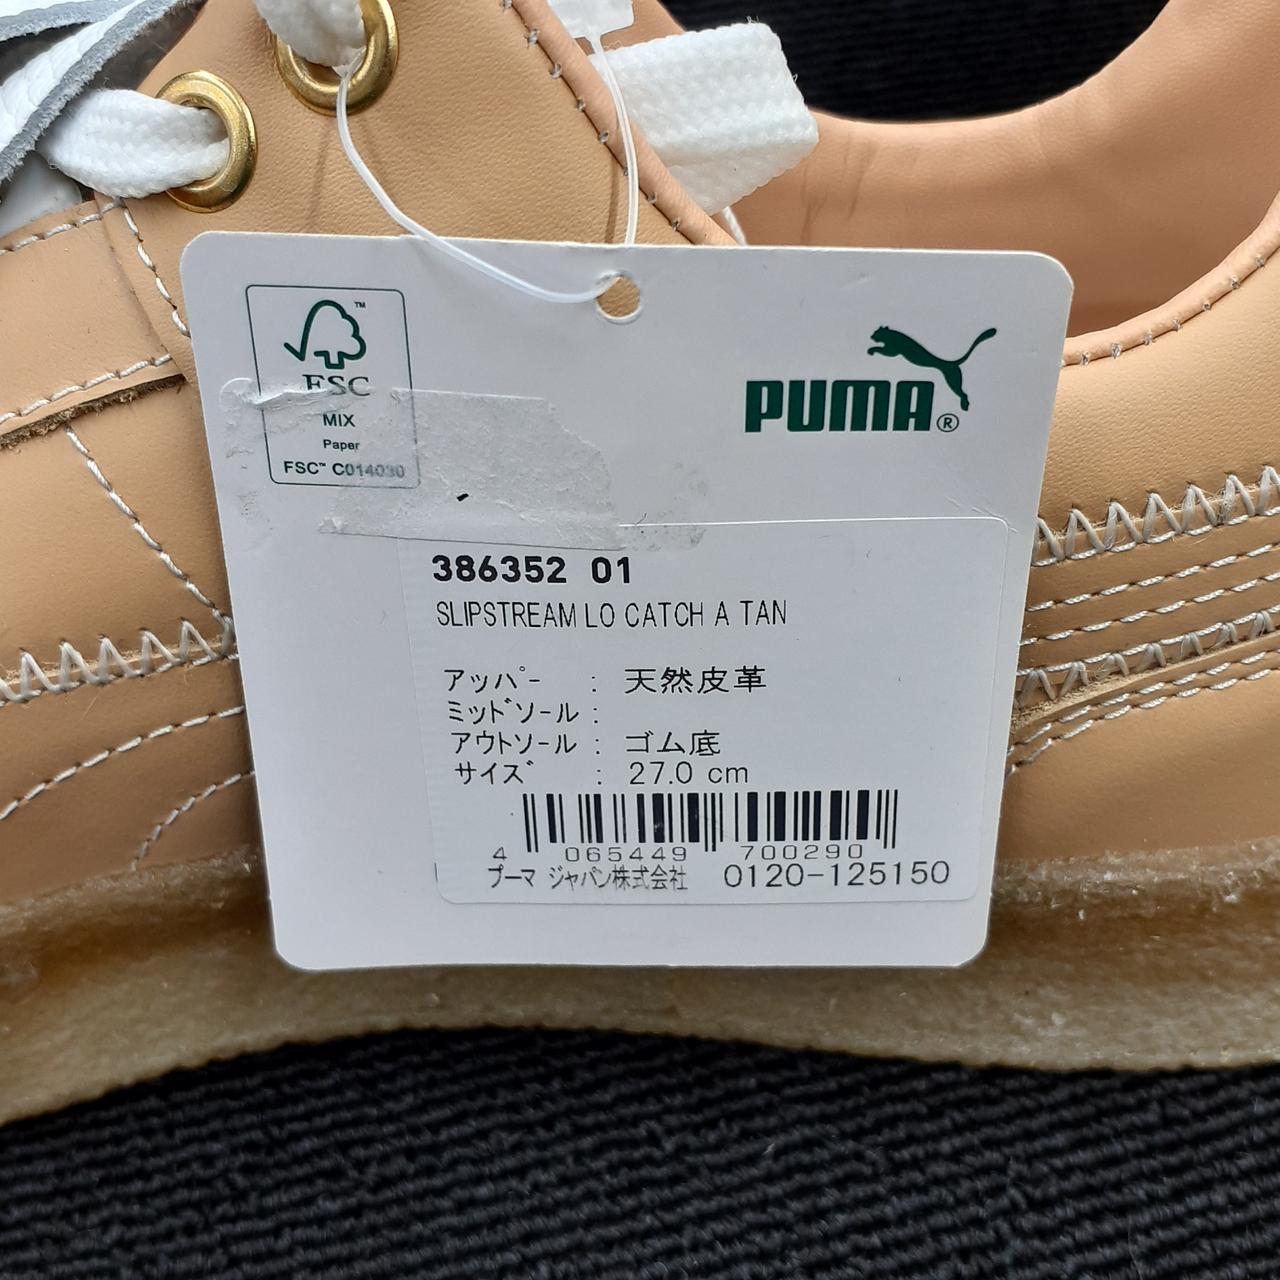 FSC
MIX
Paper
FSC™ C014030
PUMA®
386352 01
SLIPSTREAM LO CATCH A TAN
アッパー : 天然皮革
ミッドソール :
アウトソール : ゴム底
サイズ : 27.0 cm
4 065449 700290
プーマ ジャパン株式会社 0120-125150